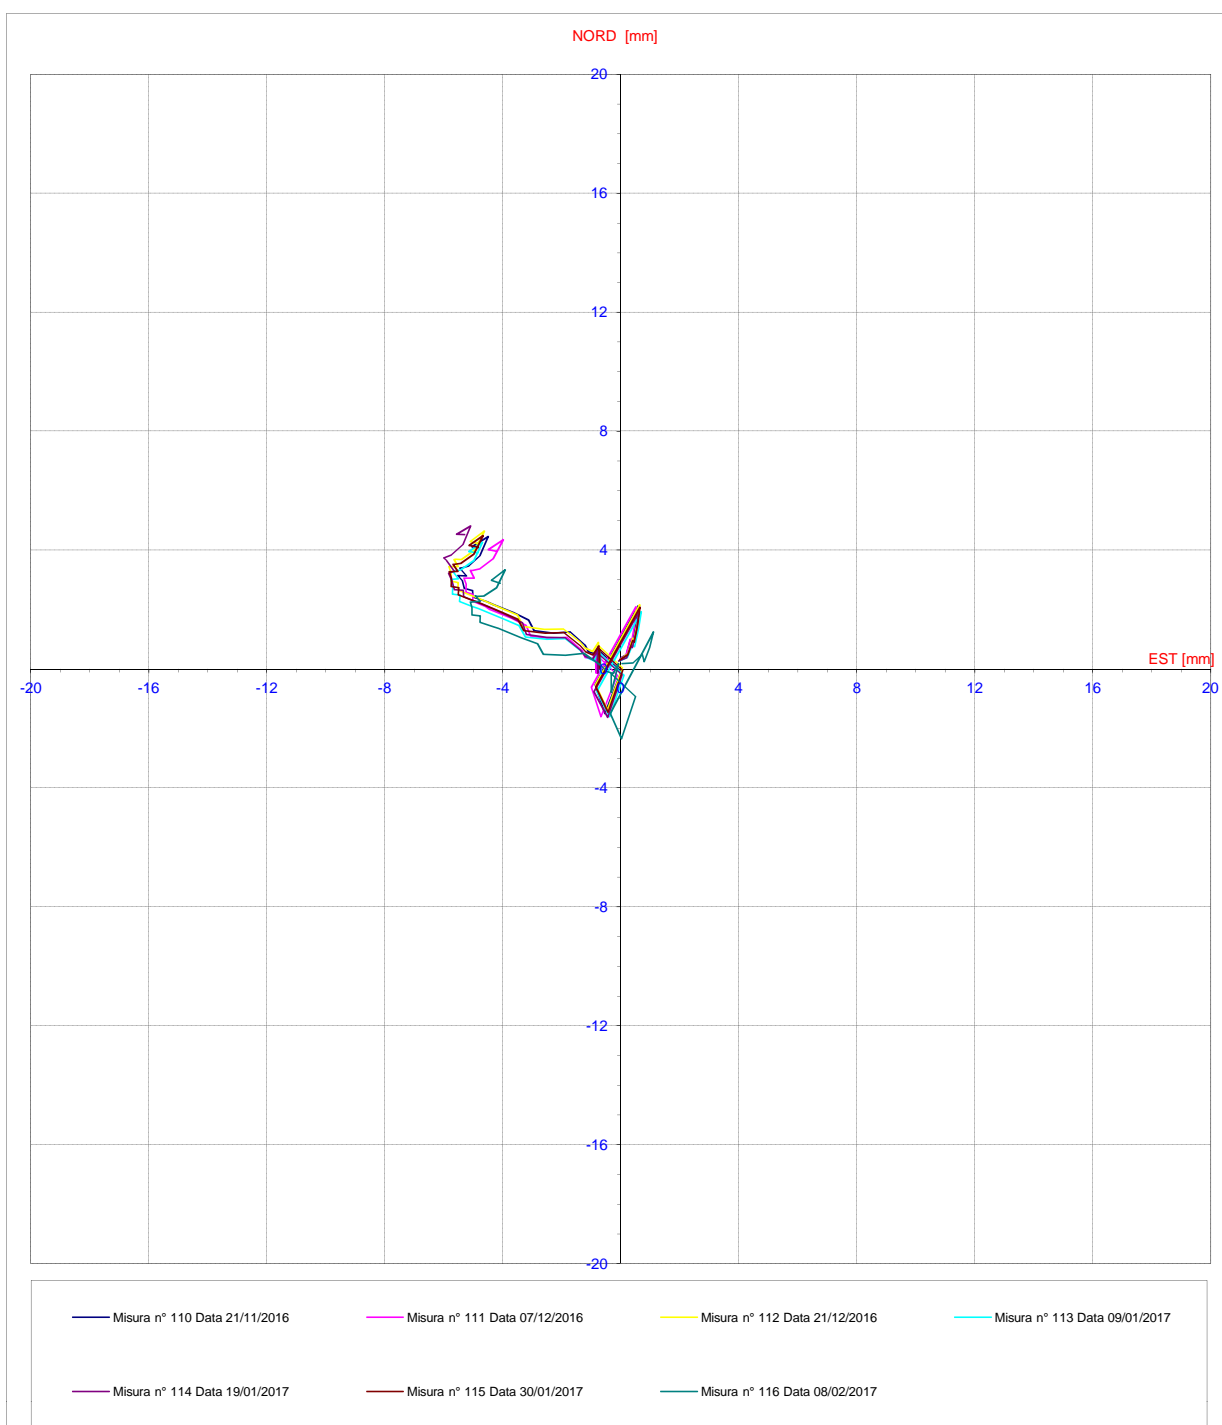 NORD [mm]
20
16
12
8
4
EST [mm]
-20 -16 -12 -8 -4 0 4 8 12 16 20
-4
-8
-12
-16
-20
Misura n° 110 Data 21/11/2016 Misura n° 111 Data 07/12/2016 Misura n° 112 Data 21/12/2016 Misura n° 113 Data 09/01/2017
Misura n° 114 Data 19/01/2017 Misura n° 115 Data 30/01/2017 Misura n° 116 Data 08/02/2017